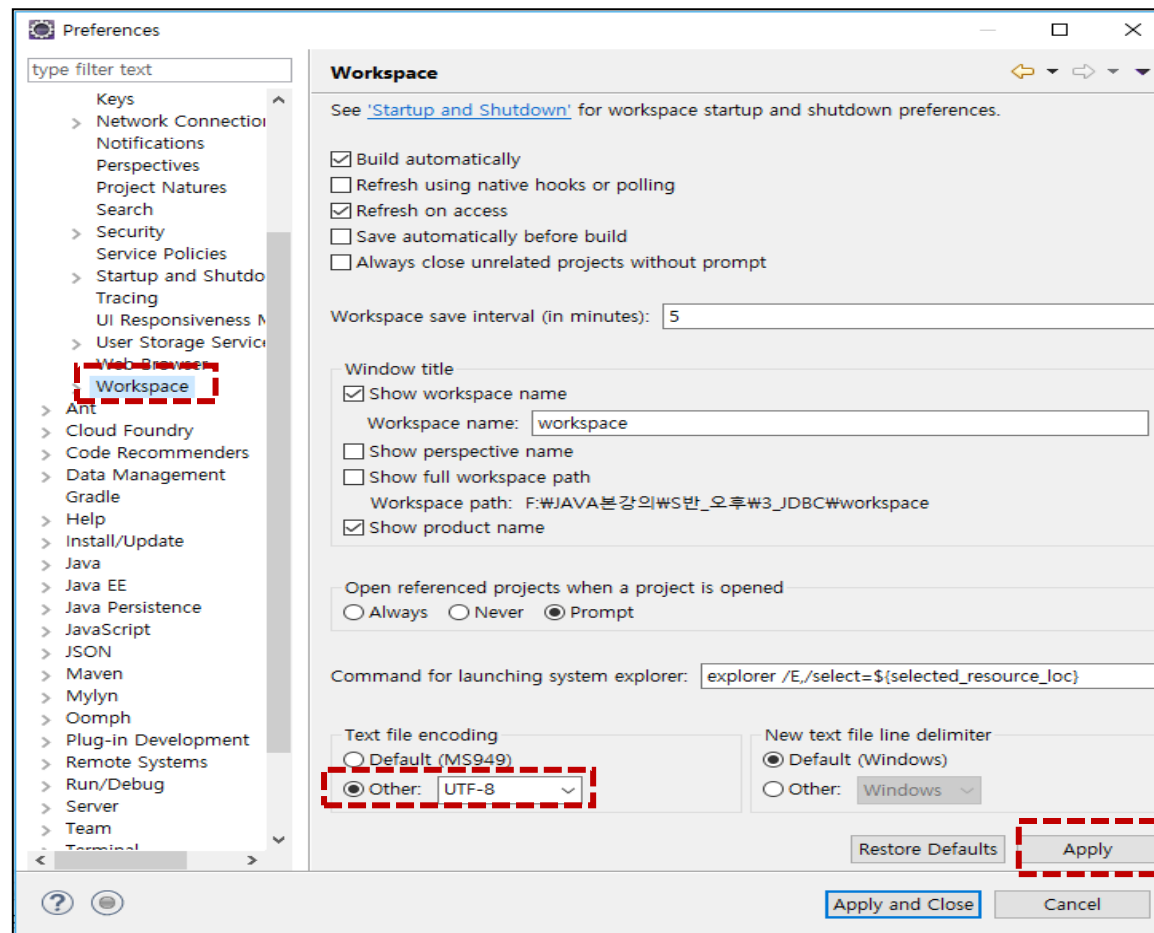 Preferences
type filter text
Keys
Network Connection
Notifications
Perspectives
Project Natures
Search
Security
Service Policies
Startup and Shutdo
Tracing
UI Responsiveness M
User Storage Service
Web Browser
Workspace
Ant
Cloud Foundry
Code Recommenders
Data Management
Gradle
Help
Install/Update
Java
Java EE
Java Persistence
JavaScript
JSON
Maven
Mylyn
Oomph
Plug-in Development
Remote Systems
Run/Debug
Server
Team
Terminal
Workspace
See 'Startup and Shutdown' for workspace startup and shutdown preferences.
Build automatically
Refresh using native hooks or polling
Refresh on access
Save automatically before build
Always close unrelated projects without prompt
Workspace save interval (in minutes): 5
Window title
Show workspace name
Workspace name: workspace
Show perspective name
Show full workspace path
Workspace path: F:₩JAVA본강의₩S반_오후₩3_JDBC₩workspace
Show product name
Open referenced projects when a project is opened
Always Never Prompt
Command for launching system explorer: explorer /E,/select=${selected_resource_loc}
Text file encoding
Default (MS949)
Other: UTF-8
New text file line delimiter
Default (Windows)
Other: Windows
Restore Defaults Apply
Apply and Close Cancel